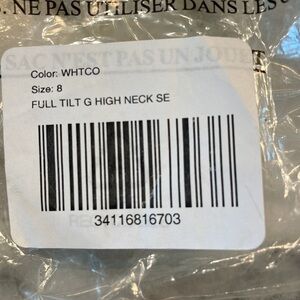 . NE PAS UTILISER DANS LES
SAC N'EST PAS UN JOUET
Color: WHTCO
Size: 8
FULL TILT G HIGH NECK SE
34116816703